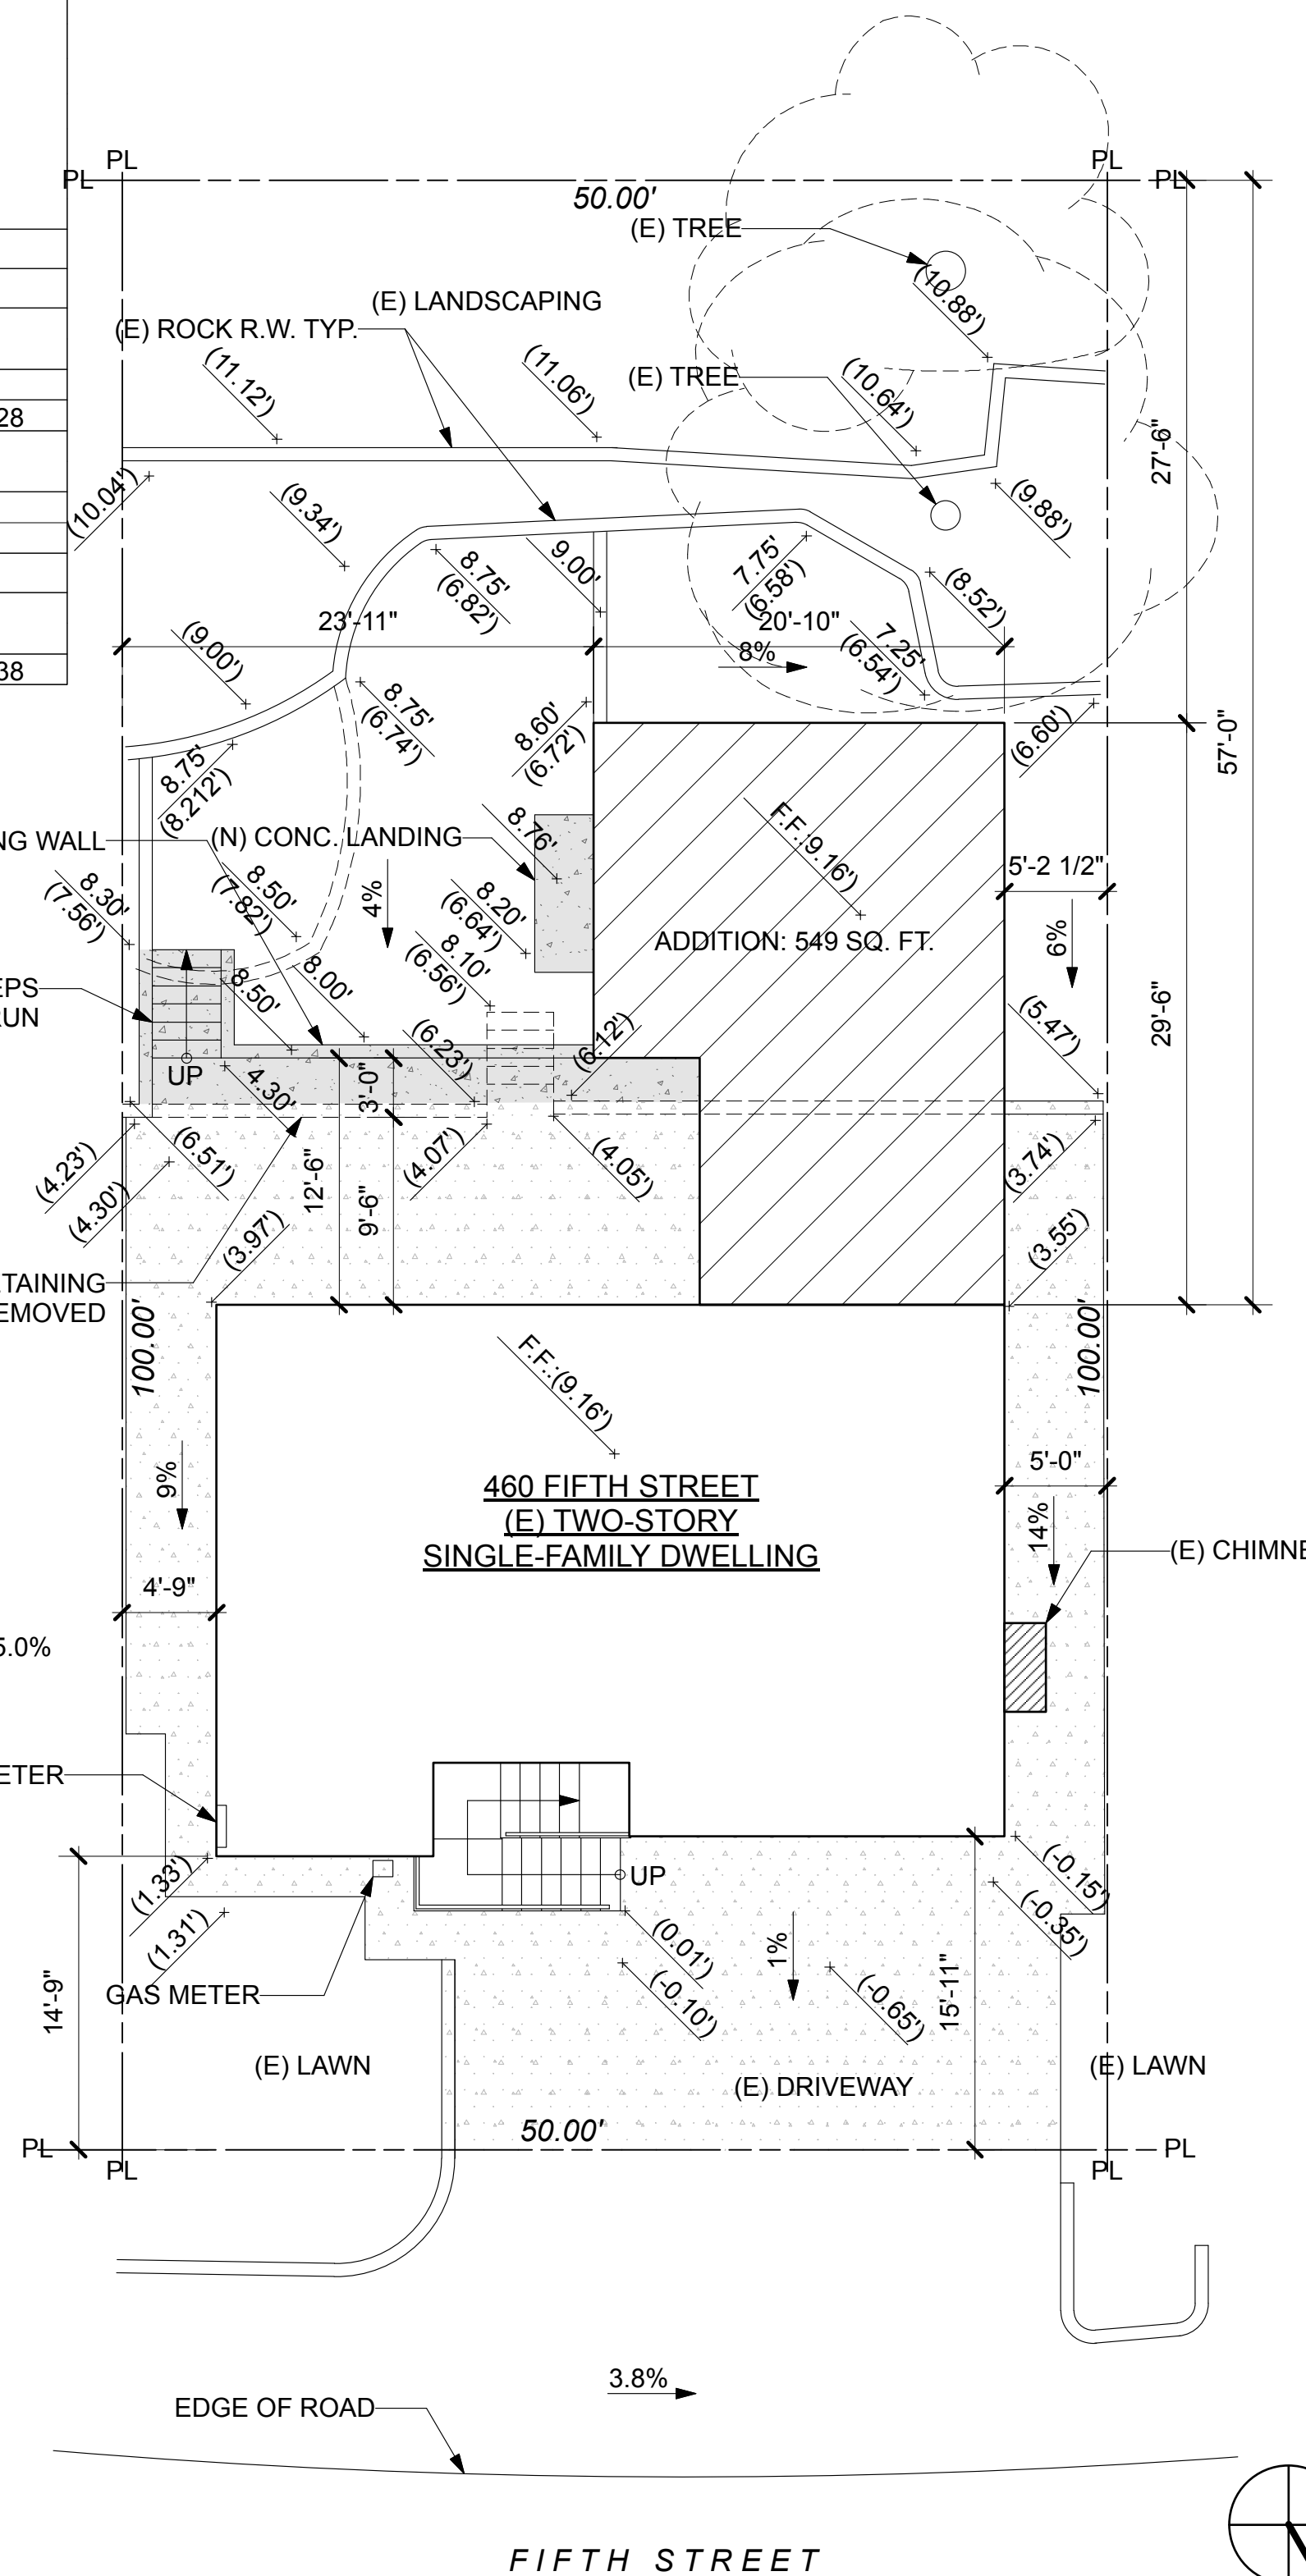 PL
PL
PL
PL
50.00'
(E) TREE
(10.88')
(E) LANDSCAPING
(E) ROCK R.W. TYP.
(11.12')
(11.06')
(E) TREE
(10.64')
28
27'-6"
(10.04')
(9.34')
(9.88')
8.75'
(6.82')
9.00'
7.75'
(6.58')
(8.52')
23'-11"
20'-10"
(9.00')
8%
7.25'
(6.54')
38
8.75'
(6.74')
8.60'
(6.72')
(6.60')
57'-0"
8.75'
(8.212')
NG WALL
(N) CONC. LANDING
8.76'
F.F.:9.16')
5'-2 1/2"
8.30'
(7.56')
8.50'
(7.82')
4%
8.20'
(6.64')
ADDITION: 549 SQ. FT.
6%
8.10'
(6.56')
EPS
RUN
8.50'
8.00'
29'-6"
(6.23')
(6.12')
(5.47')
UP
4.30'
3'-0"
(4.23')
(6.51')
(4.07')
(4.05')
(3.74')
(4.30')
12'-6"
9'-6"
(3.97')
(3.55')
TAINING
EMOVED
100.00'
100.00'
F.F.:(9.16')
9%
5'-0"
460 FIFTH STREET
(E) TWO-STORY
SINGLE-FAMILY DWELLING
14%
(E) CHIMNE
4'-9"
5.0%
ETER
(1.33')
UP
(-0.15')
(1.31')
(0.01')
1%
(-0.35')
GAS METER
(-0.10')
(-0.65')
15'-11"
14'-9"
(E) LAWN
(E) DRIVEWAY
(E) LAWN
50.00'
PL
PL
PL
PL
3.8%
EDGE OF ROAD
FIFTH STREET